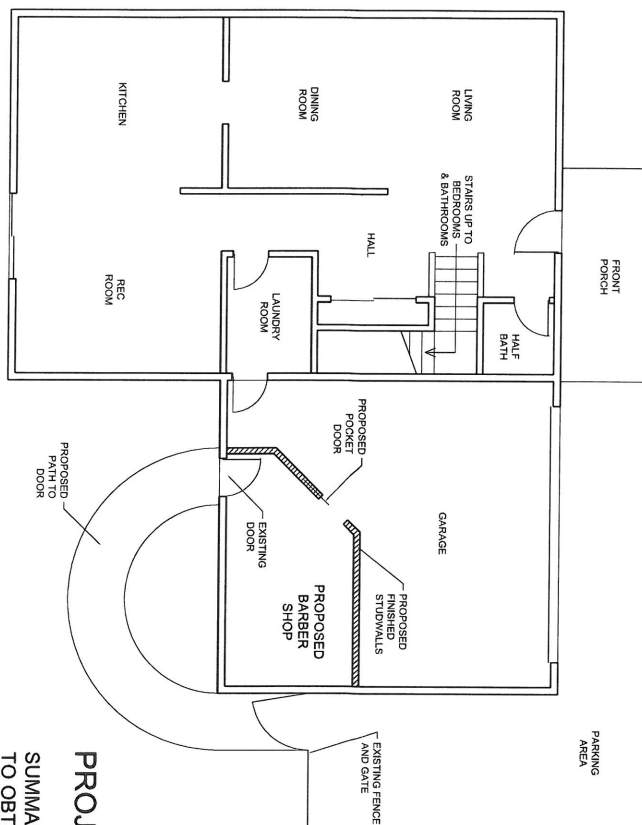 FRONT
PORCH
PARKING
AREA
LIVING
ROOM
STAIRS UP TO
BEDROOMS
& BATHROOMS
HALF
BATH
DINING
ROOM
HALL
GARAGE
PROPOSED
FINISHED
STUDWALLS
EXISTING FENCE
AND GATE
PROPOSED
POCKET
DOOR
LAUNDRY
ROOM
PROPOSED
BARBER
SHOP
EXISTING
DOOR
KITCHEN
REC
ROOM
PROPOSED
PATH TO
DOOR
PROJ
SUMMA
TO OBT